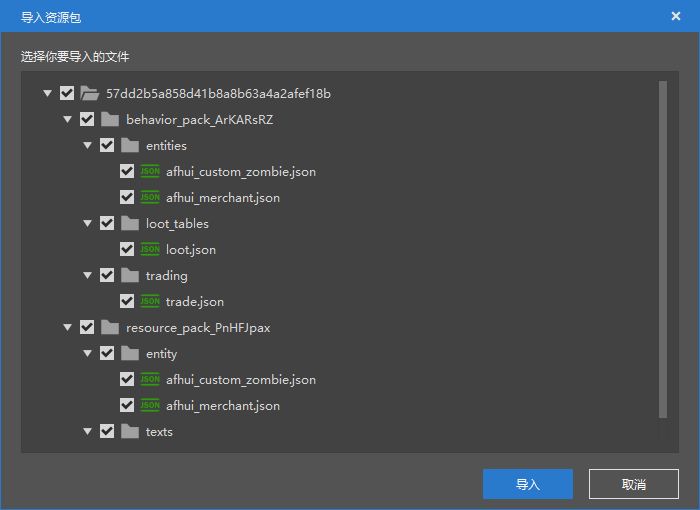 导入资源包
选择你要导入的文件
57dd2b5a858d41b8a8b63a4a2afef18b
behavior_pack_ArKARsRZ
entities
JSON afhui_custom_zombie.json
JSON afhui_merchant.json
loot_tables
JSON loot.json
trading
JSON trade.json
resource_pack_PnHFJpax
entity
JSON afhui_custom_zombie.json
JSON afhui_merchant.json
texts
导入 取消